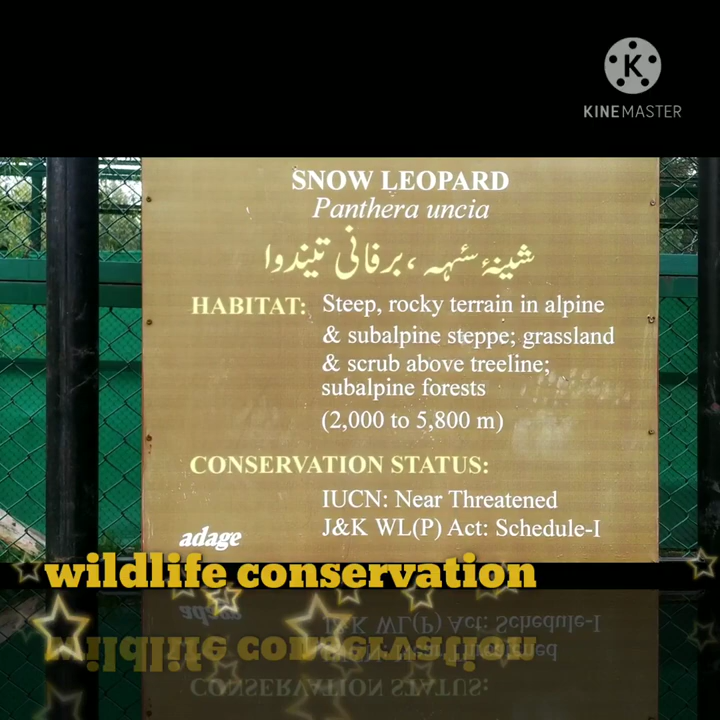 KINEMASTER
SNOW LEOPARD
Panthera uncia
شینۂ سٔہہ ، برفانی تیندوا
HABITAT: Steep, rocky terrain in alpine
& subalpine steppe; grassland
& scrub above treeline;
subalpine forests
(2,000 to 5,800 m)
CONSERVATION STATUS:
IUCN: Near Threatened
J&K WL(P) Act: Schedule-I
adage
wildlife conservation